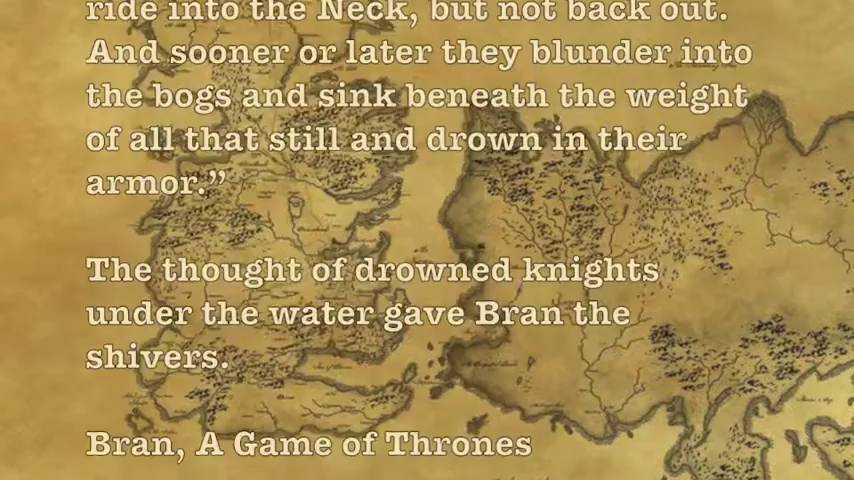 ride into the Neck, but not back out.
And sooner or later they blunder into
the bogs and sink beneath the weight
of all that still and drown in their
armor.”
The thought of drowned knights
under the water gave Bran the
shivers.
Bran, A Game of Thrones